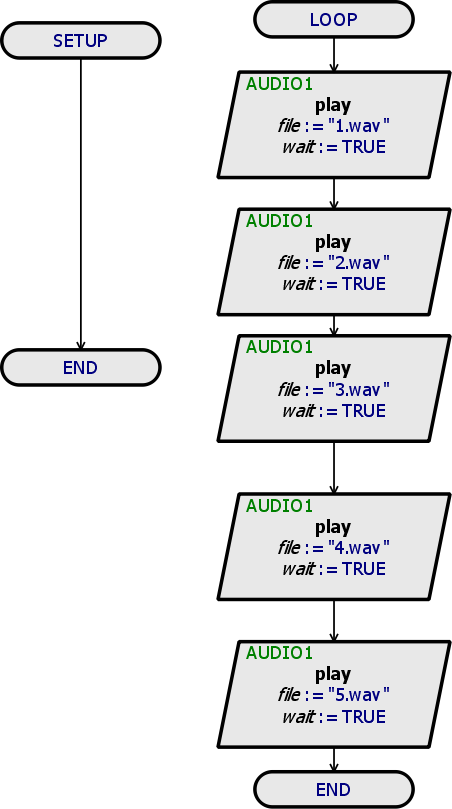 SETUP
END
LOOP
AUDIO1
play
file := "1.wav"
wait := TRUE
AUDIO1
play
file := "2.wav"
wait := TRUE
AUDIO1
play
file := "3.wav"
wait := TRUE
AUDIO1
play
file := "4.wav"
wait := TRUE
AUDIO1
play
file := "5.wav"
wait := TRUE
END